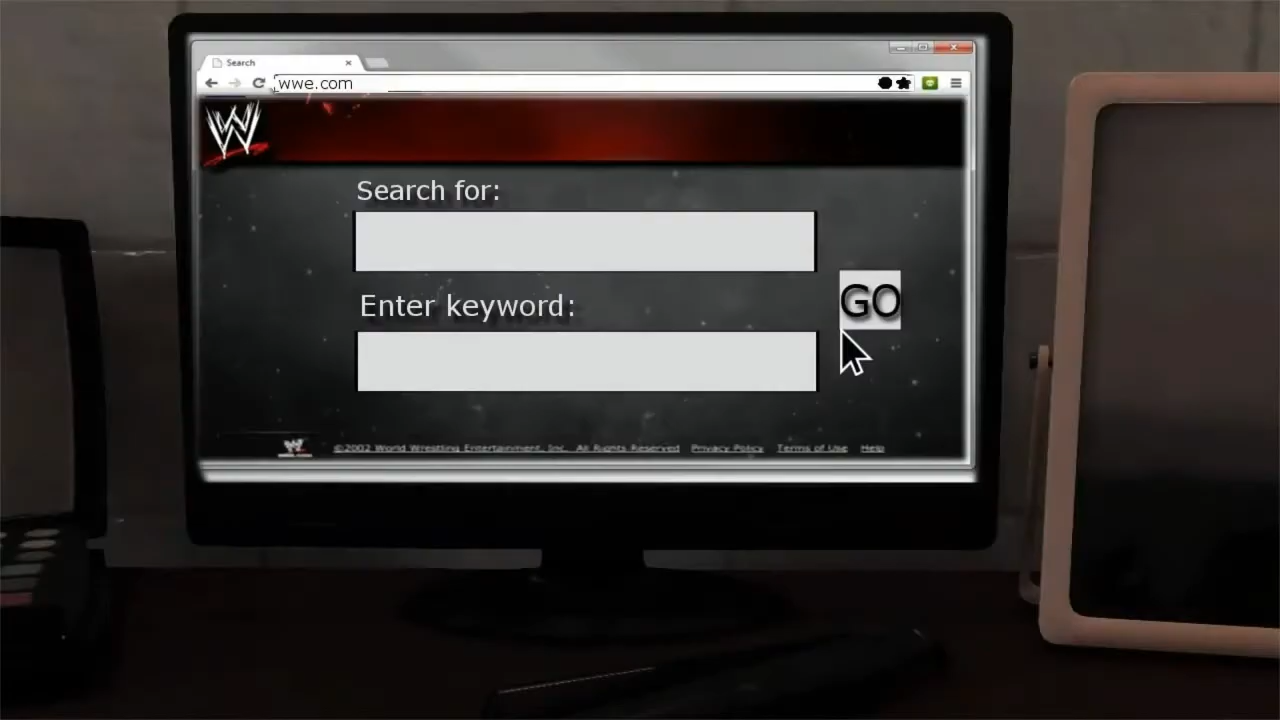 Search
wwe.com
W
Search for:
Enter keyword:
GO
©2002 World Wrestling Entertainment, Inc. All Rights Reserved Privacy Policy Terms of Use Help